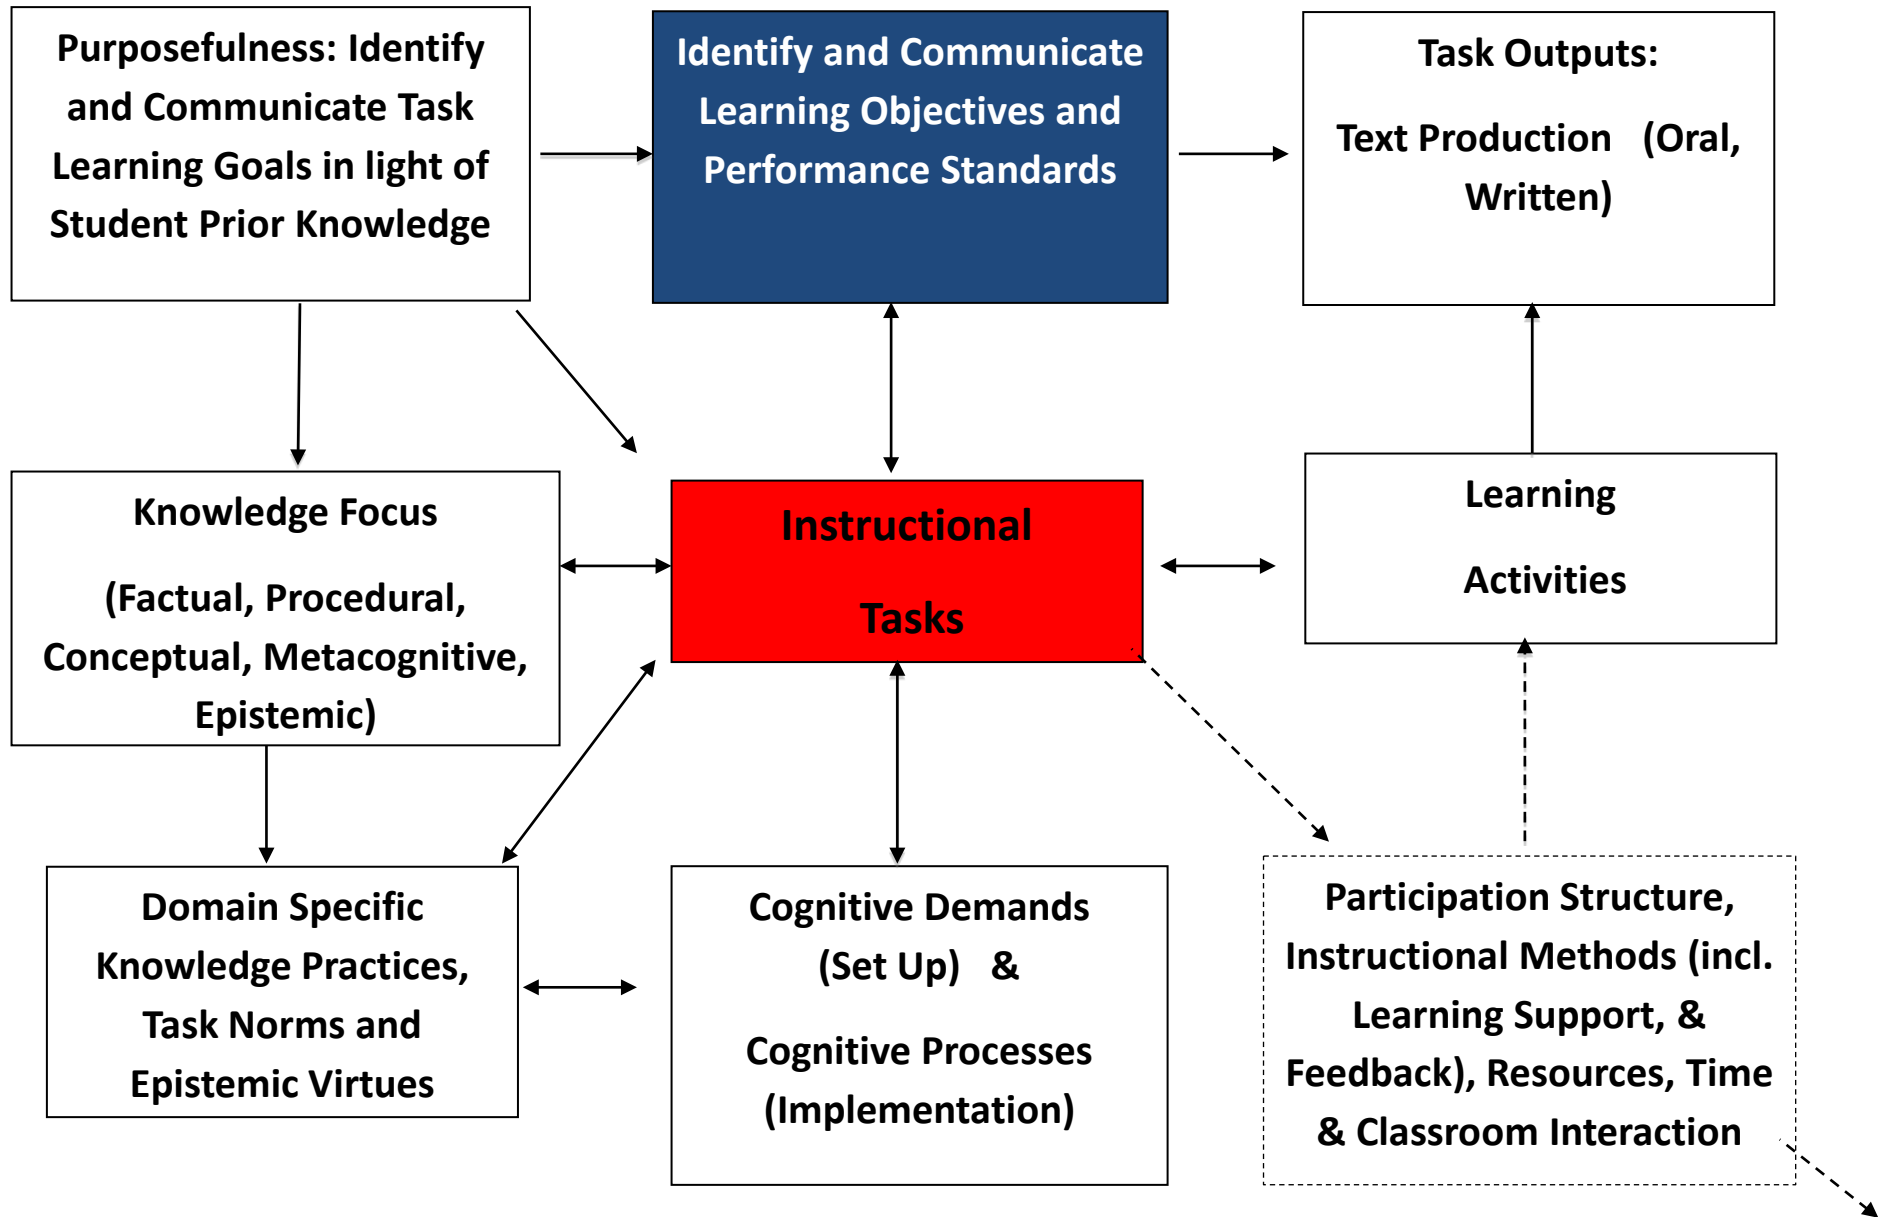 Purposefulness: Identify
and Communicate Task
Learning Goals in light of
Student Prior Knowledge
Identify and Communicate
Learning Objectives and
Performance Standards
Task Outputs:
Text Production (Oral,
Written)
Knowledge Focus
(Factual, Procedural,
Conceptual, Metacognitive,
Epistemic)
Instructional
Tasks
Learning
Activities
Domain Specific
Knowledge Practices,
Task Norms and
Epistemic Virtues
Cognitive Demands
(Set Up) &
Cognitive Processes
(Implementation)
Participation Structure,
Instructional Methods (incl.
Learning Support, &
Feedback), Resources, Time
& Classroom Interaction